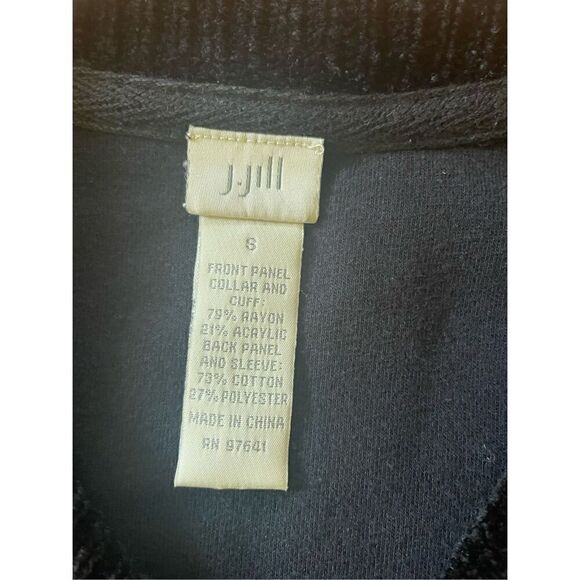 J.Jill
S
FRONT PANEL
COLLAR AND
CUFF:
79% RAYON
21% ACRYLIC
BACK PANEL
AND SLEEVE:
73% COTTON
27% POLYESTER
MADE IN CHINA
RN 97641